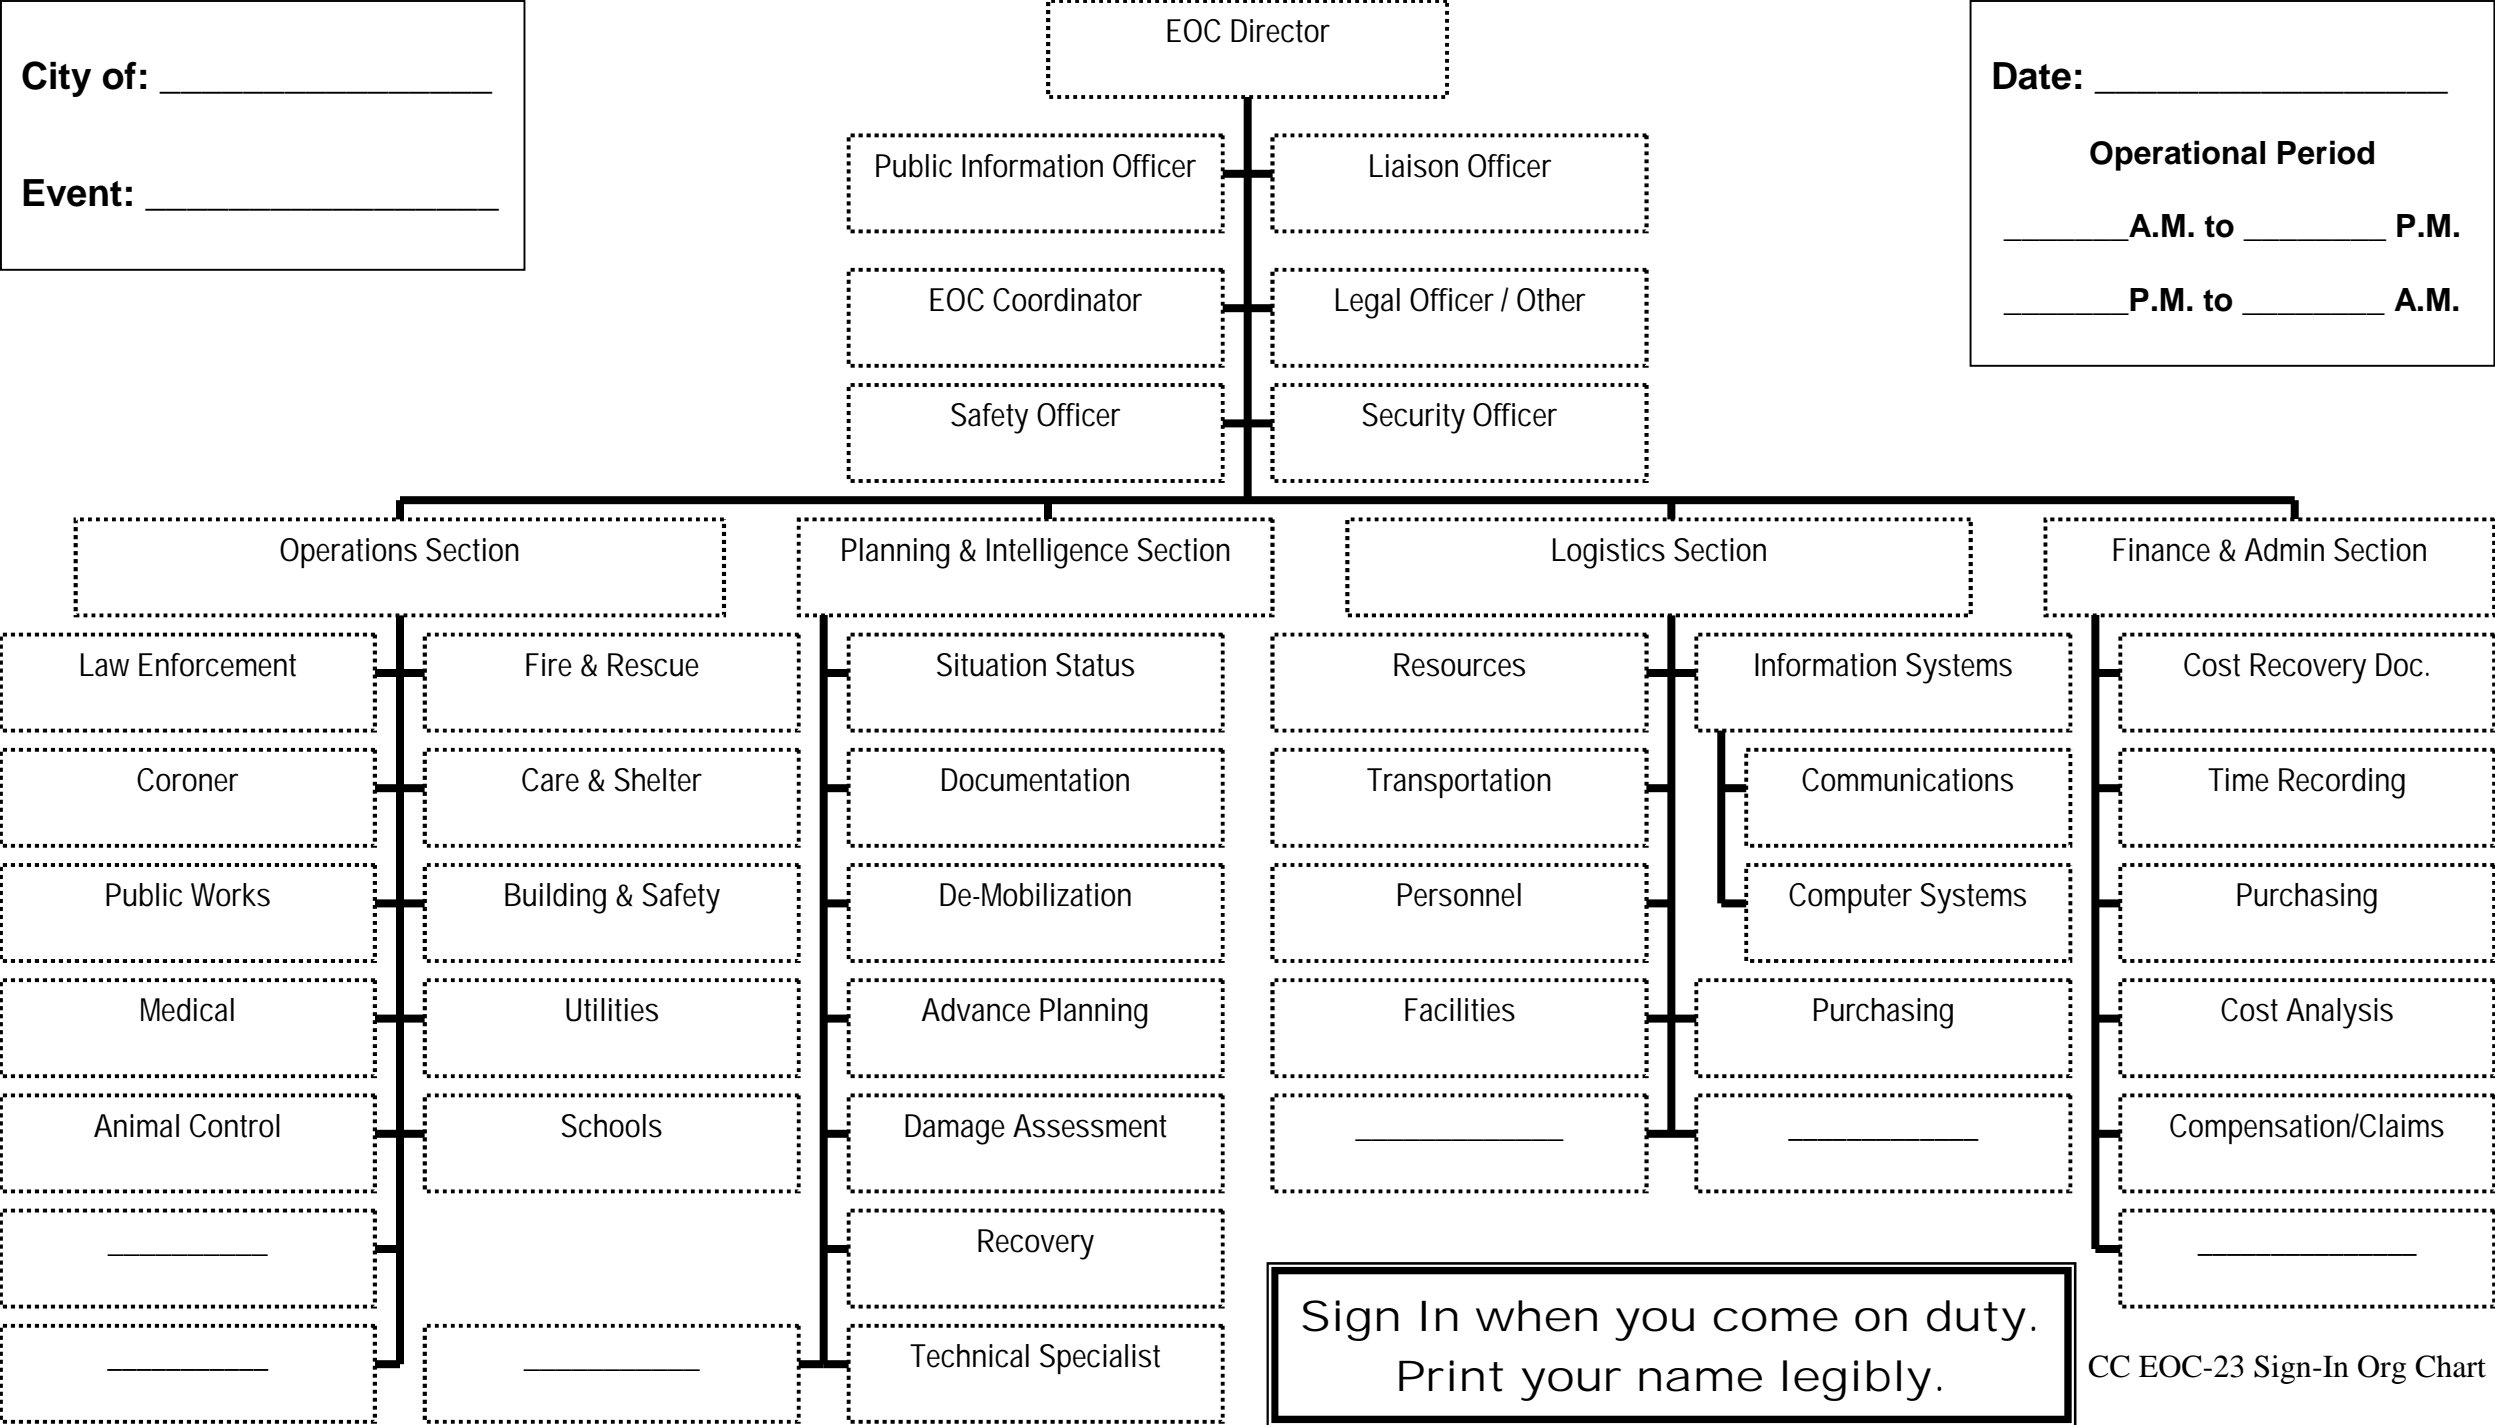 City of: ________________
Event: _________________
EOC Director
Date: _________________
Operational Period
_______A.M. to ________ P.M.
_______P.M. to ________ A.M.
Public Information Officer
Liaison Officer
EOC Coordinator
Legal Officer / Other
Safety Officer
Security Officer
Operations Section
Planning & Intelligence Section
Logistics Section
Finance & Admin Section
Law Enforcement
Fire & Rescue
Coroner
Care & Shelter
Public Works
Building & Safety
Medical
Utilities
Animal Control
Schools
___________
___________
Situation Status
Documentation
De-Mobilization
Advance Planning
Damage Assessment
Recovery
____________
Technical Specialist
Resources
Information Systems
Transportation
Communications
Personnel
Computer Systems
Facilities
Purchasing
______________
_____________
Cost Recovery Doc.
Time Recording
Purchasing
Cost Analysis
Compensation/Claims
_______________
Sign In when you come on duty.
Print your name legibly.
CC EOC-23 Sign-In Org Chart